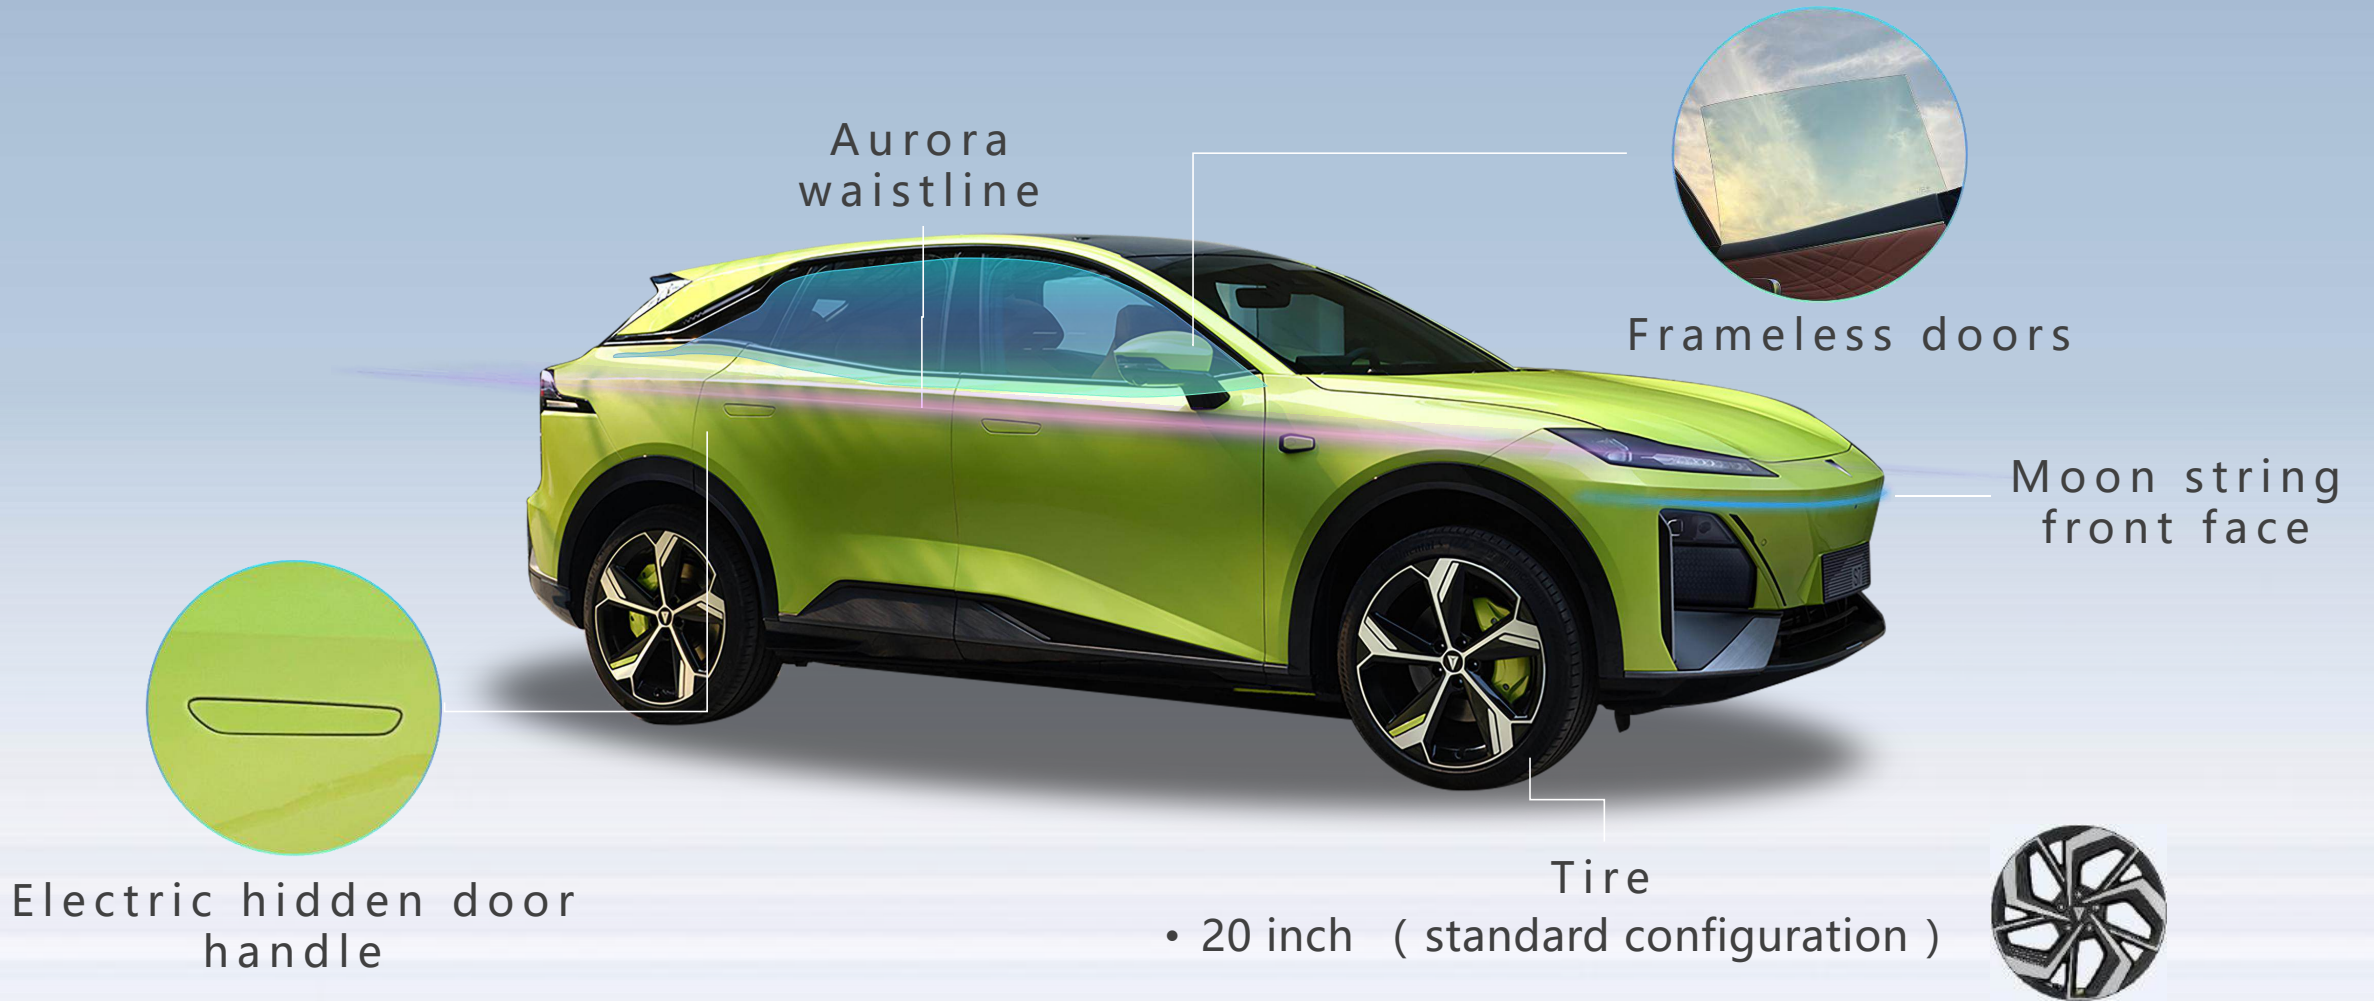 Aurora
waistline
Frameless doors
Moon string
front face
Electric hidden door
handle
Tire
• 20 inch （ standard configuration ）